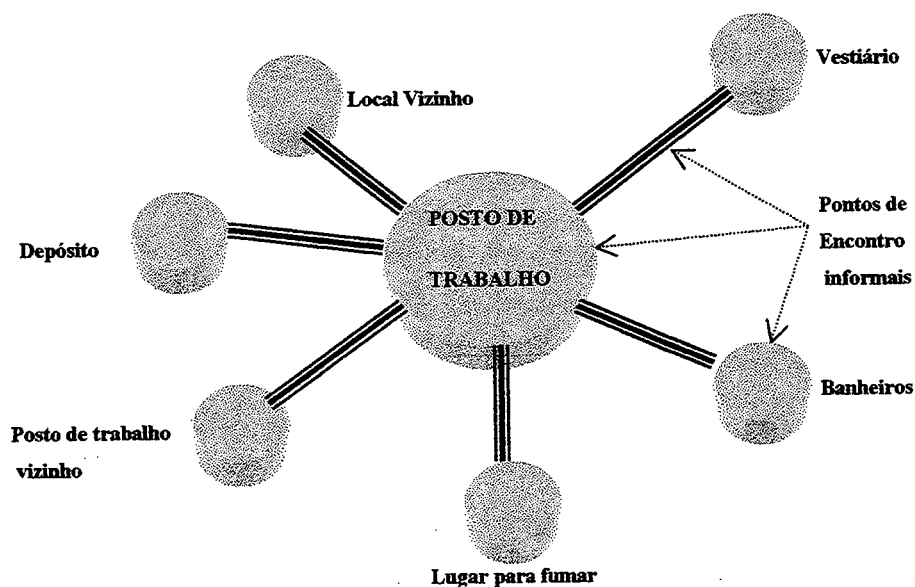 Vestiário
Local Vizinho
POSTO DE
TRABALHO
Pontos de
Encontro
informais
Depósito
Banheiros
Posto de trabalho
vizinho
Lugar para fumar